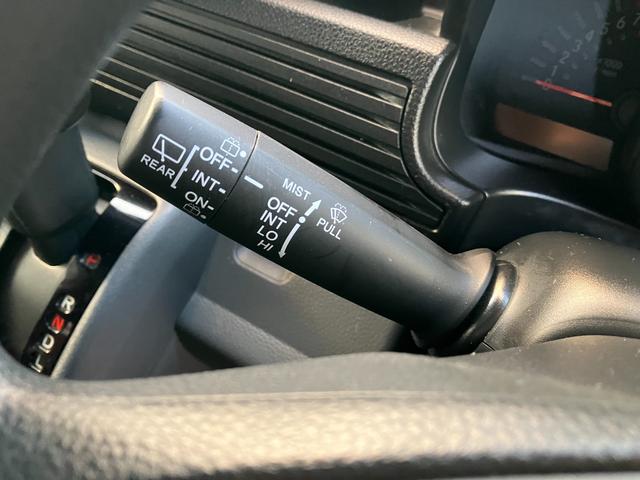 REAR
OFF
INT
ON
MIST
OFF
INT
LO
HI
PULL
P
R
N
D